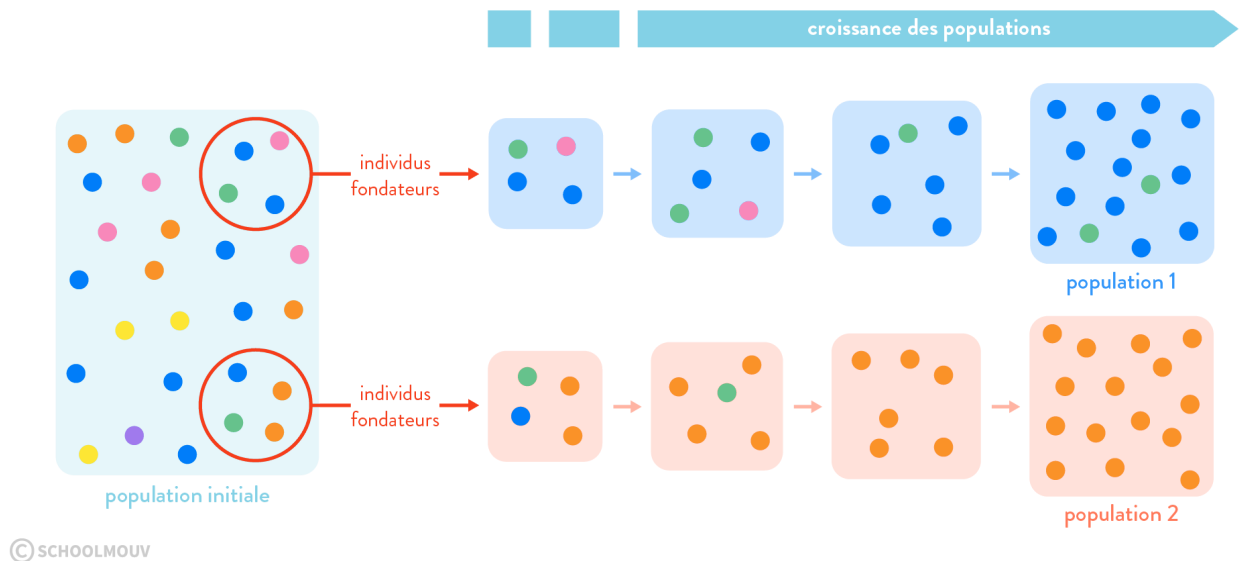 croissance des populations
individus
fondateurs
population 1
individus
fondateurs
population initiale
population 2
© SCHOOLMOUV